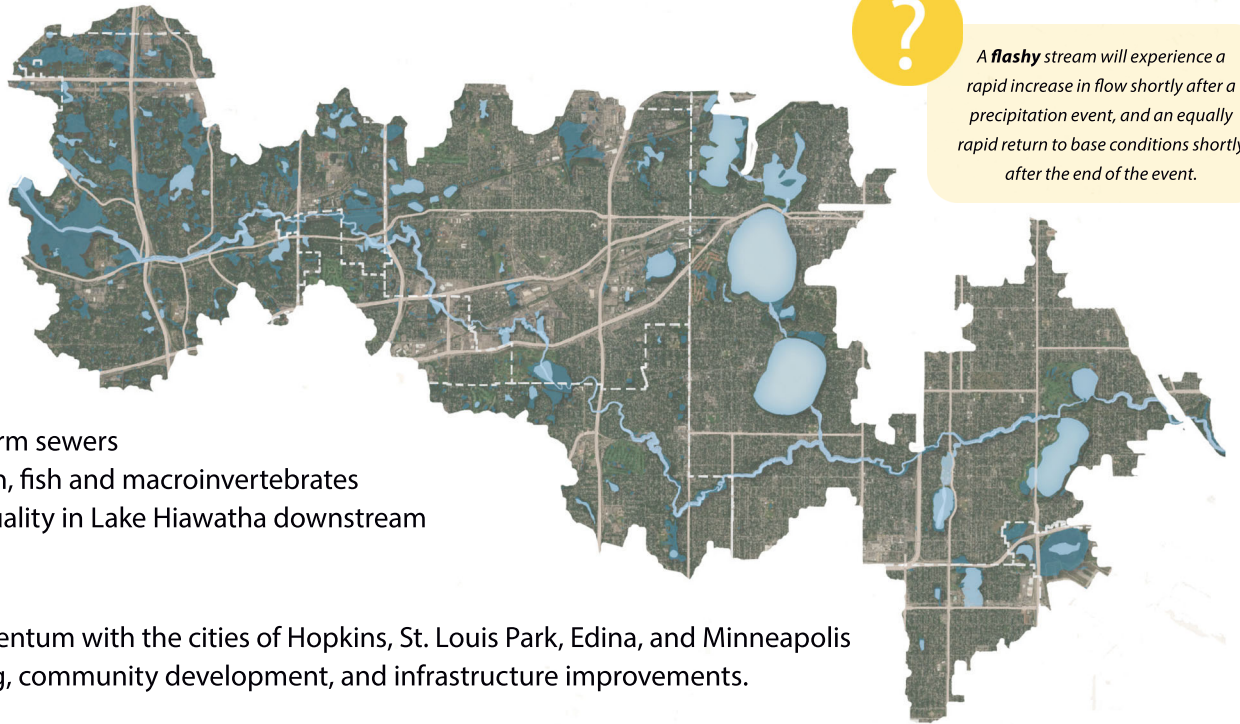 ?
A flashy stream will experience a
rapid increase in flow shortly after a
precipitation event, and an equally
rapid return to base conditions shortly
after the end of the event.
rm sewers
, fish and macroinvertebrates
uality in Lake Hiawatha downstream
entum with the cities of Hopkins, St. Louis Park, Edina, and Minneapolis
, community development, and infrastructure improvements.